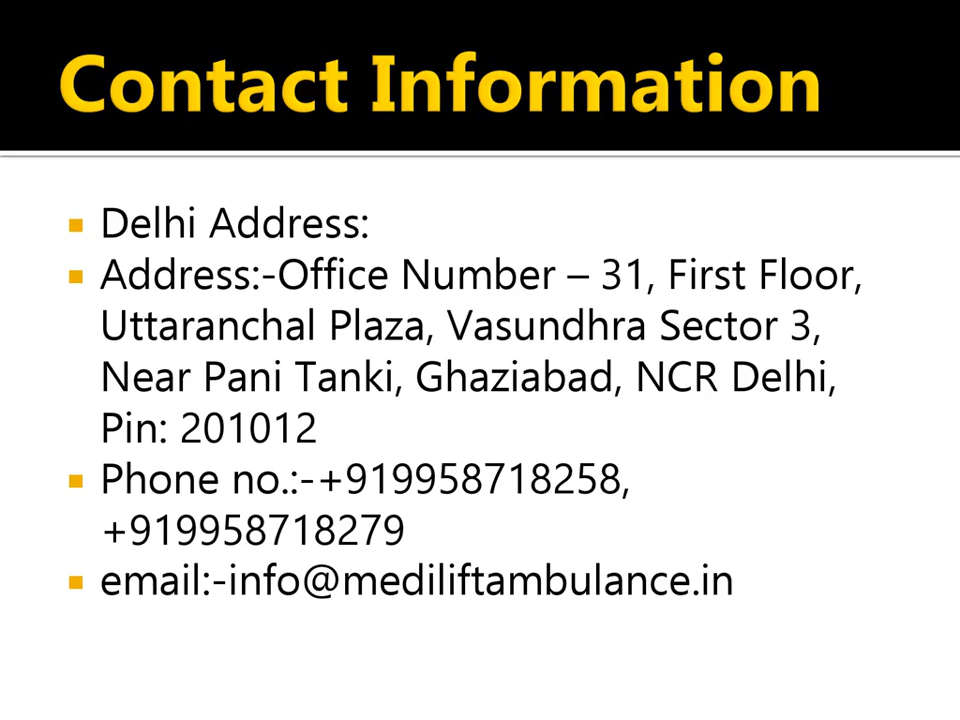 Contact Information
Delhi Address:
Address:-Office Number – 31, First Floor,
Uttaranchal Plaza, Vasundhra Sector 3,
Near Pani Tanki, Ghaziabad, NCR Delhi,
Pin: 201012
Phone no.:-+919958718258,
+919958718279
email:-info@mediliftambulance.in